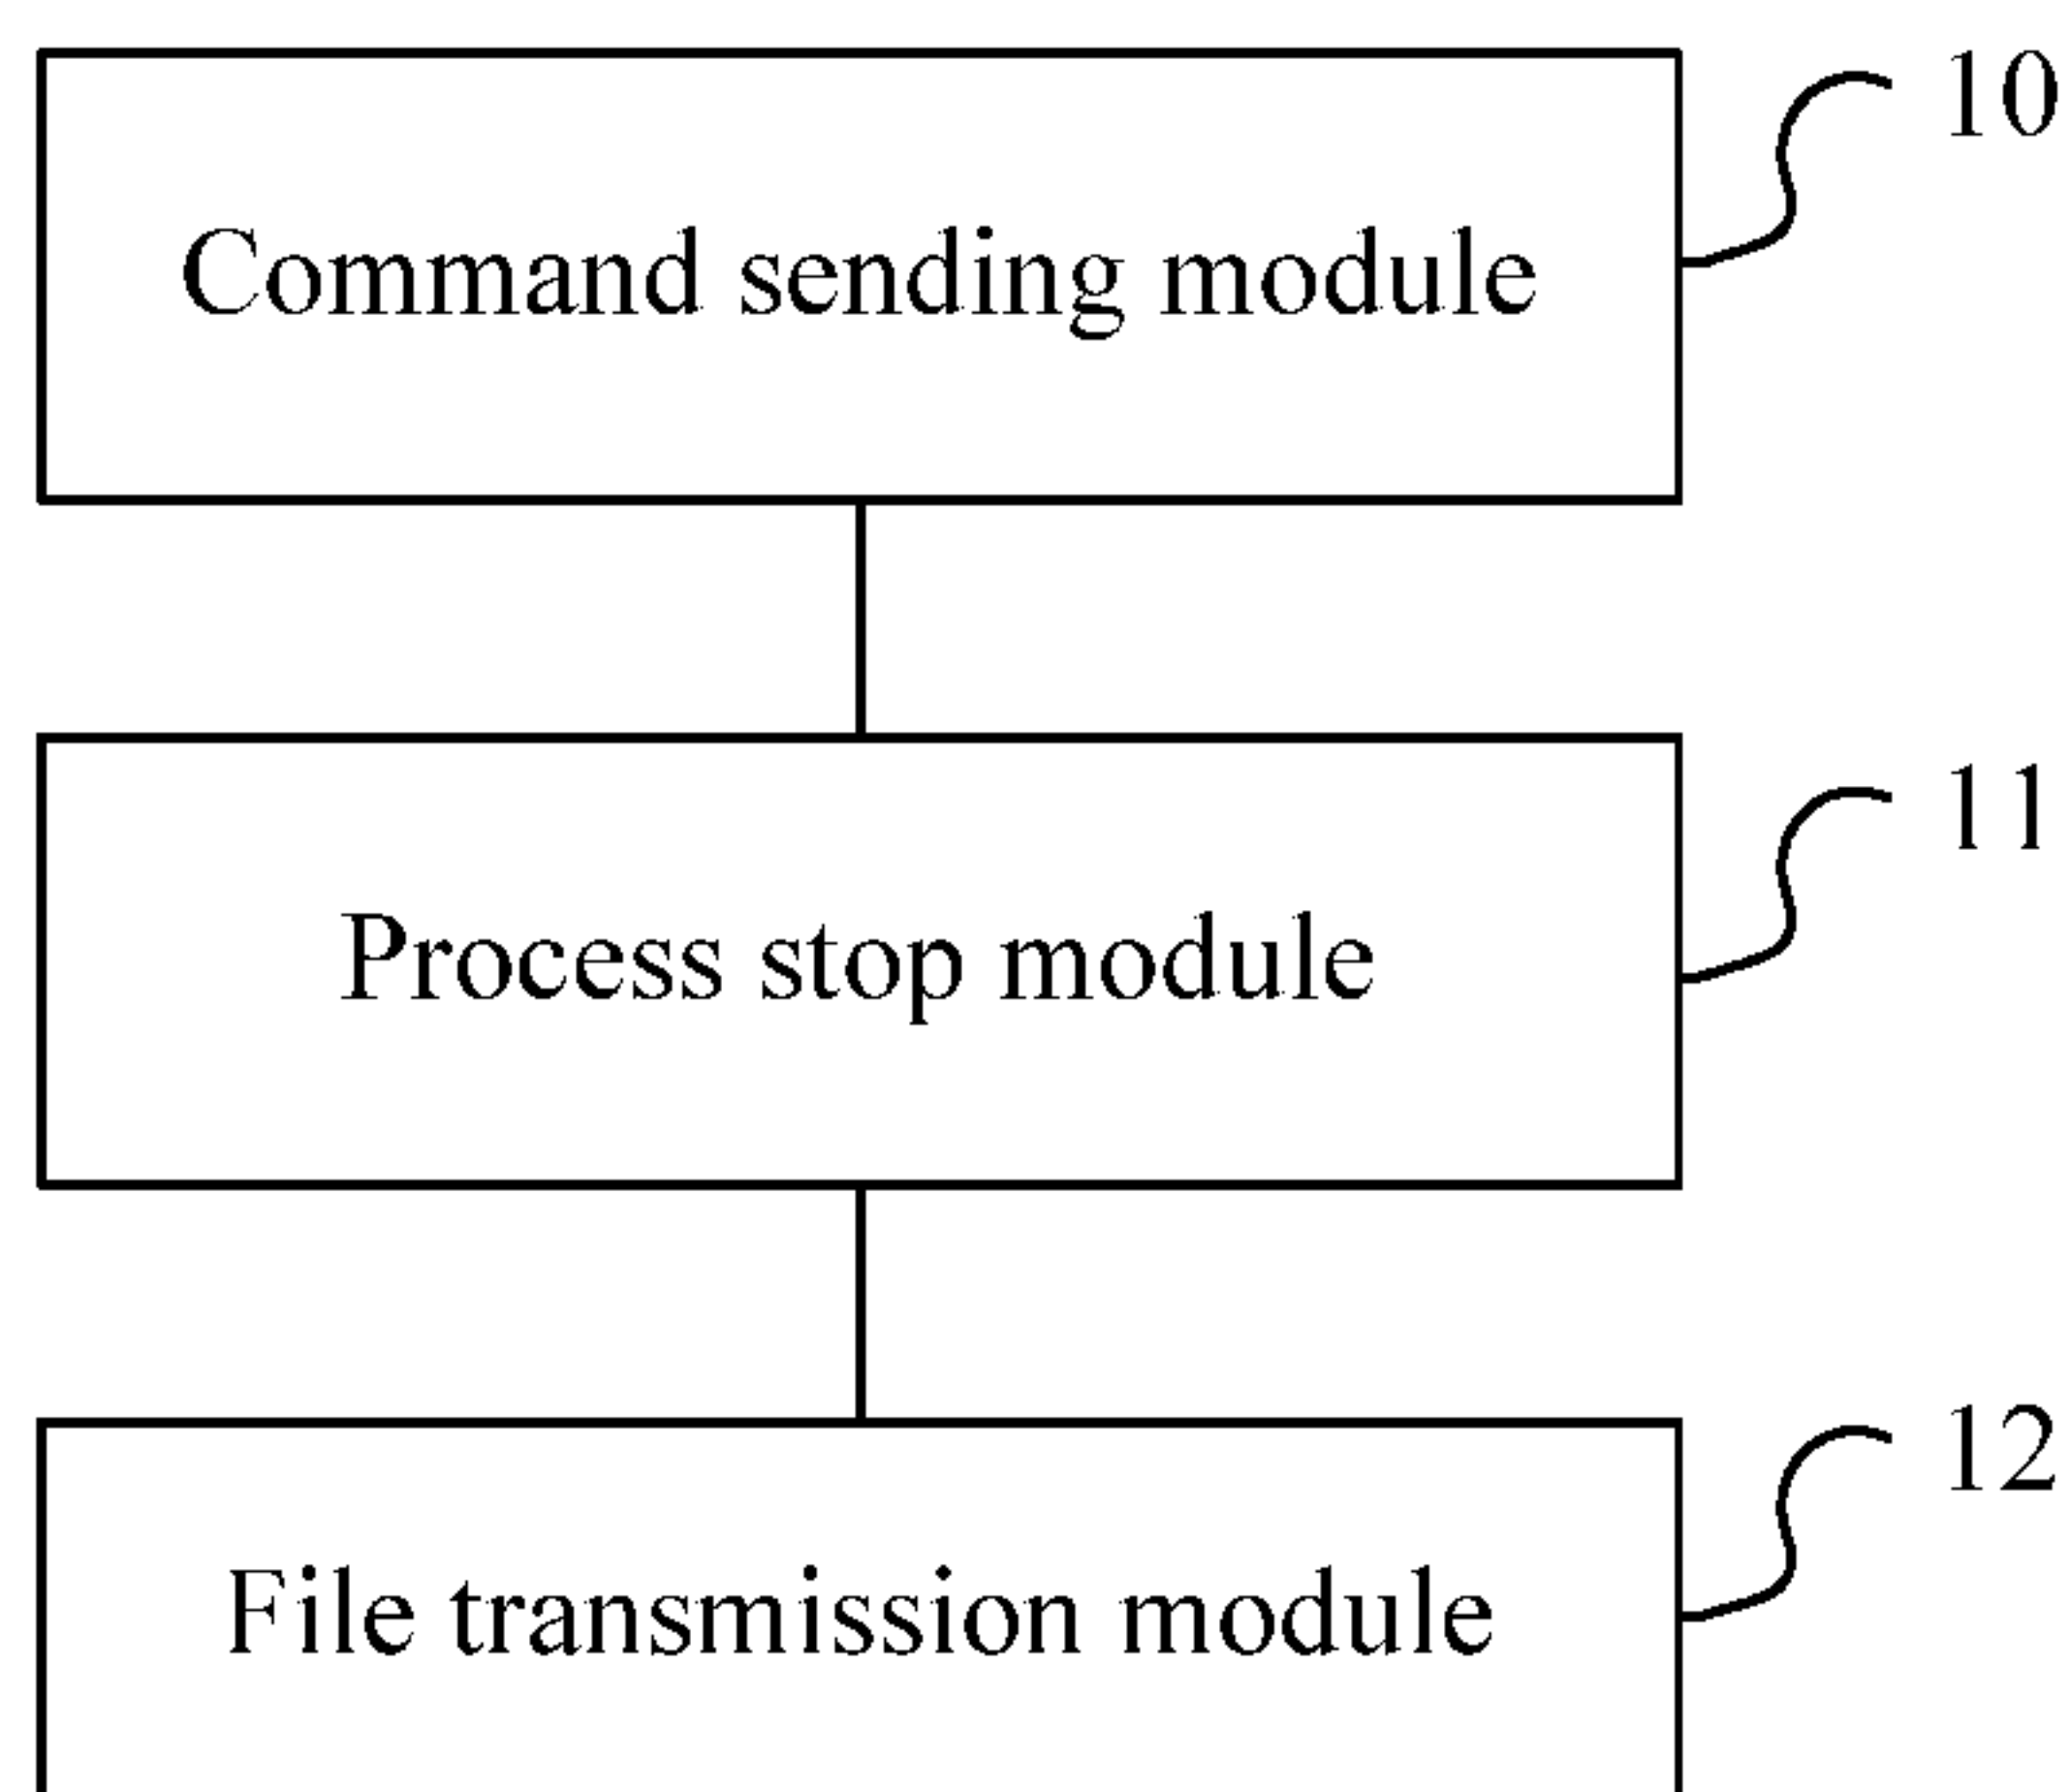 10
Command sending module
11
Process stop module
12
File transmission module